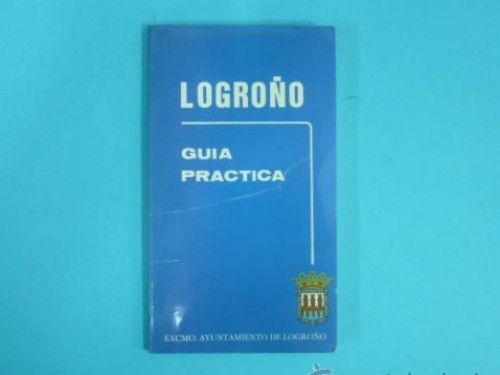 LOGROÑO
GUIA
PRACTICA
EXCMO. AYUNTAMIENTO DE LOGROÑO